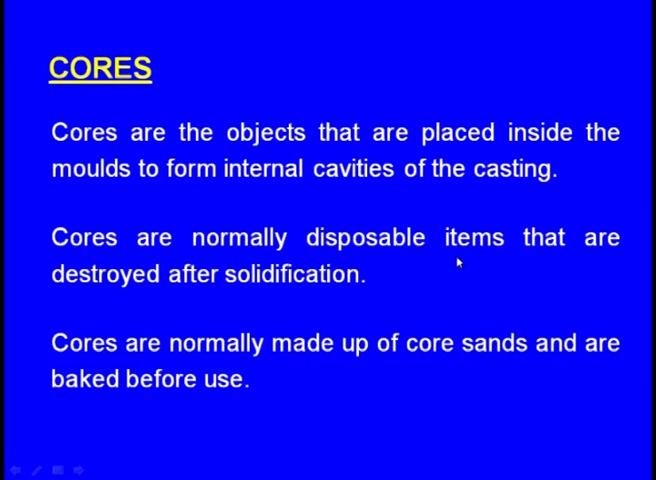 CORES
Cores are the objects that are placed inside the
moulds to form internal cavities of the casting.
Cores are normally disposable items that are
destroyed after solidification.
Cores are normally made up of core sands and are
baked before use.